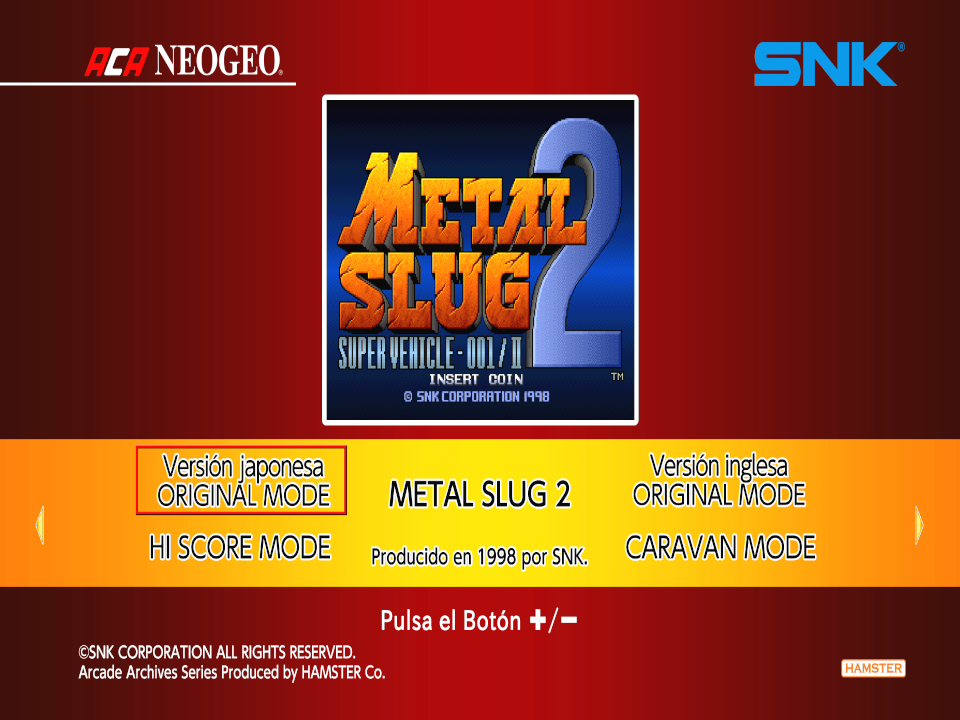 ACA NEOGEO®
SNK®
METAL
SLUG
2
SUPER VEHICLE-001/II
TM
INSERT COIN
© SNK CORPORATION 1998
Versión japonesa
ORIGINAL MODE
HI SCORE MODE
METAL SLUG 2
Producido en 1998 por SNK.
Versión inglesa
ORIGINAL MODE
CARAVAN MODE
Pulsa el Botón +/-
©SNK CORPORATION ALL RIGHTS RESERVED.
Arcade Archives Series Produced by HAMSTER Co.
HAMSTER